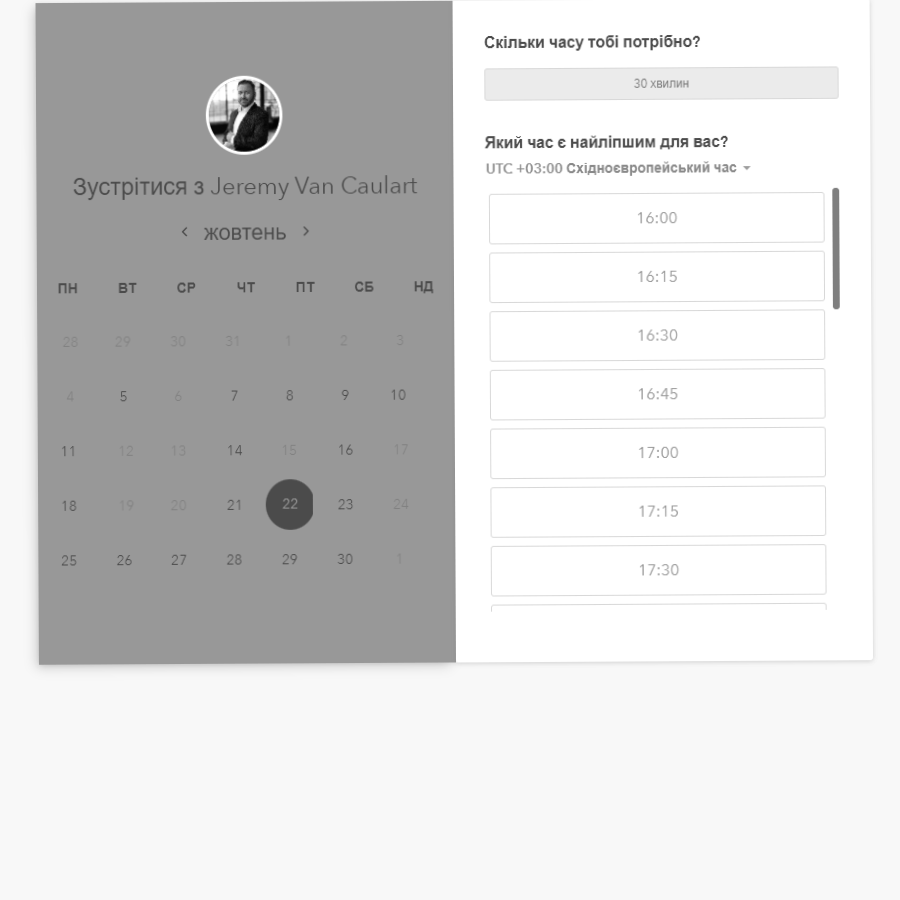 Зустрітися з Jeremy Van Caulart
жовтень
ПН ВТ СР ЧТ ПТ СБ НД
28 29 30 31 1 2 3
4 5 6 7 8 9 10
11 12 13 14 15 16 17
18 19 20 21 22 23 24
25 26 27 28 29 30 1
Скільки часу тобі потрібно?
30 хвилин
Який час є найліпшим для вас?
UTC +03:00 Східноєвропейський час
16:00
16:15
16:30
16:45
17:00
17:15
17:30